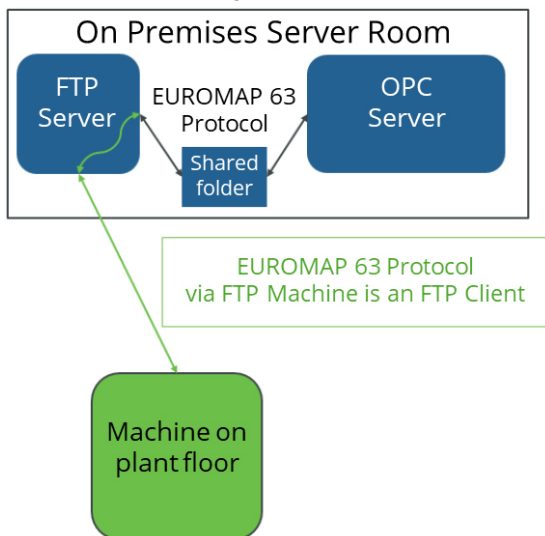 On Premises Server Room
FTP
Server
EUROMAP 63
Protocol
Shared
folder
OPC
Server
EUROMAP 63 Protocol
via FTP Machine is an FTP Client
Machine on
plant floor